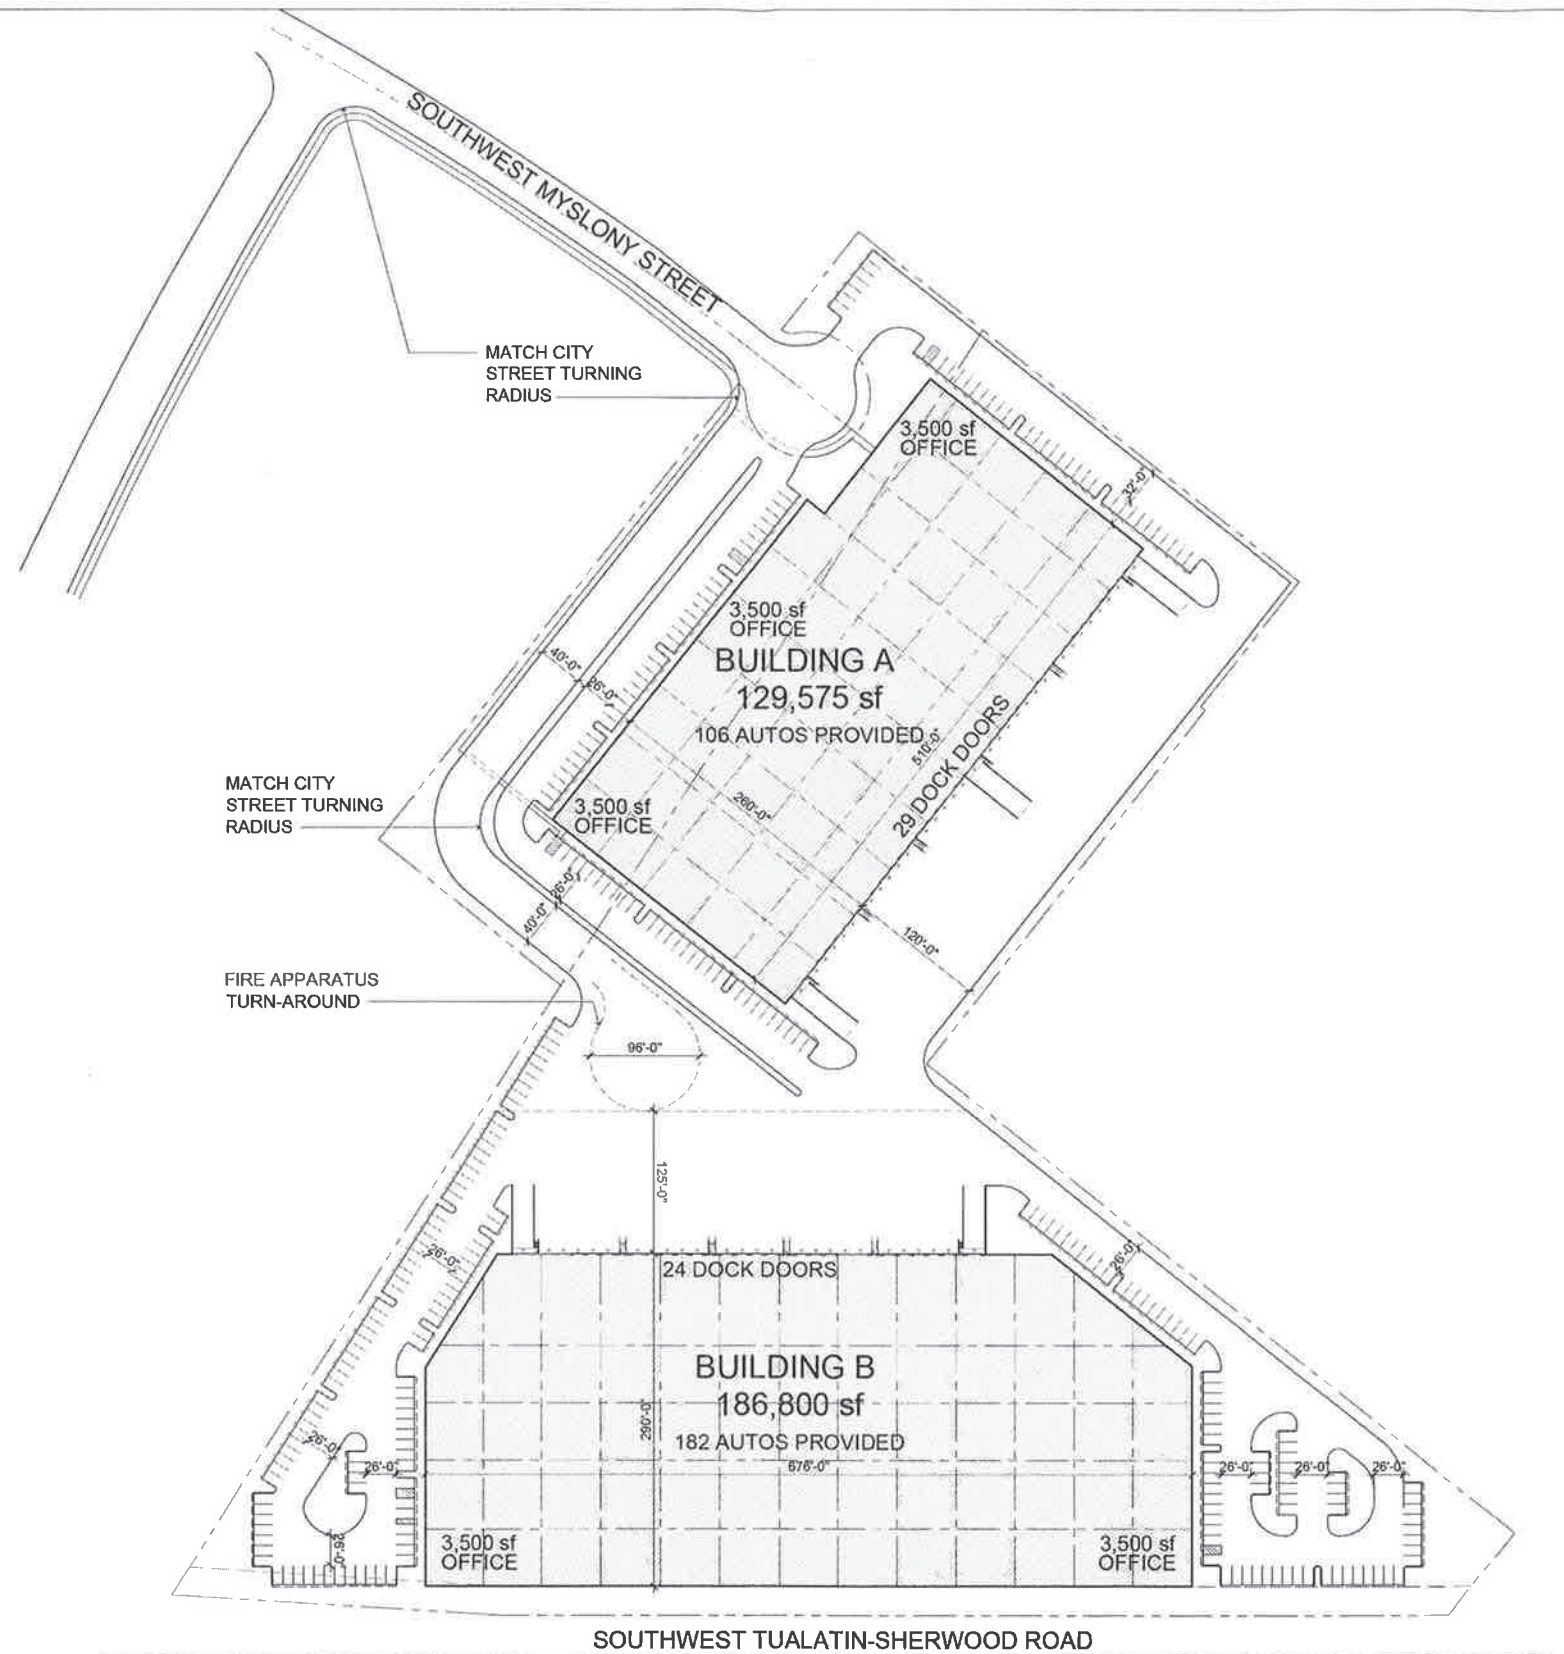 SOUTHWEST MYSLONY STREET
MATCH CITY
STREET TURNING
RADIUS
3,500 sf
OFFICE
32'-0"
3,500 sf
OFFICE
BUILDING A
129,575 sf
106 AUTOS PROVIDED
40'-0"
26'-0"
510'-0"
29 DOCK DOORS
260'-0"
MATCH CITY
STREET TURNING
RADIUS
3,500 sf
OFFICE
26'-0"
40'-0"
120'-0"
FIRE APPARATUS
TURN-AROUND
96'-0"
125'-0"
26'-0"
26'-0"
24 DOCK DOORS
BUILDING B
186,800 sf
182 AUTOS PROVIDED
290'-0"
676'-0"
26'-0"
26'-0"
26'-0"
26'-0"
26'-0"
26'-0"
3,500 sf
OFFICE
3,500 sf
OFFICE
SOUTHWEST TUALATIN-SHERWOOD ROAD